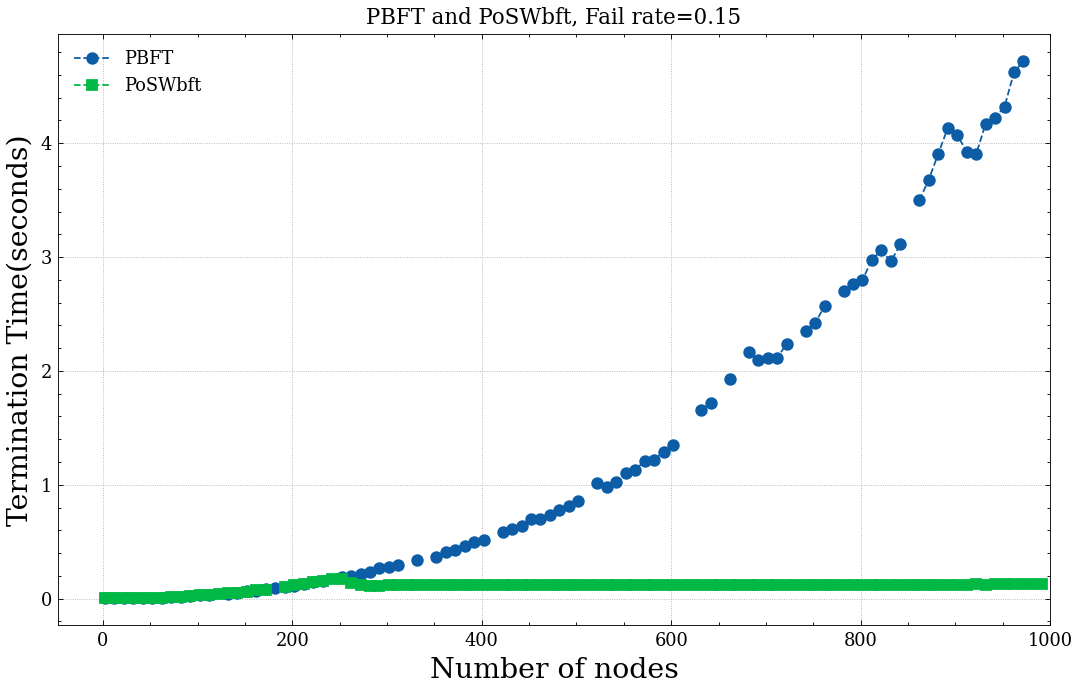 PBFT and PoSWbft, Fail rate=0.15
PBFT
PoSWbft
Termination Time(seconds)
4
3
2
1
0
0 200 400 600 800 1000
Number of nodes